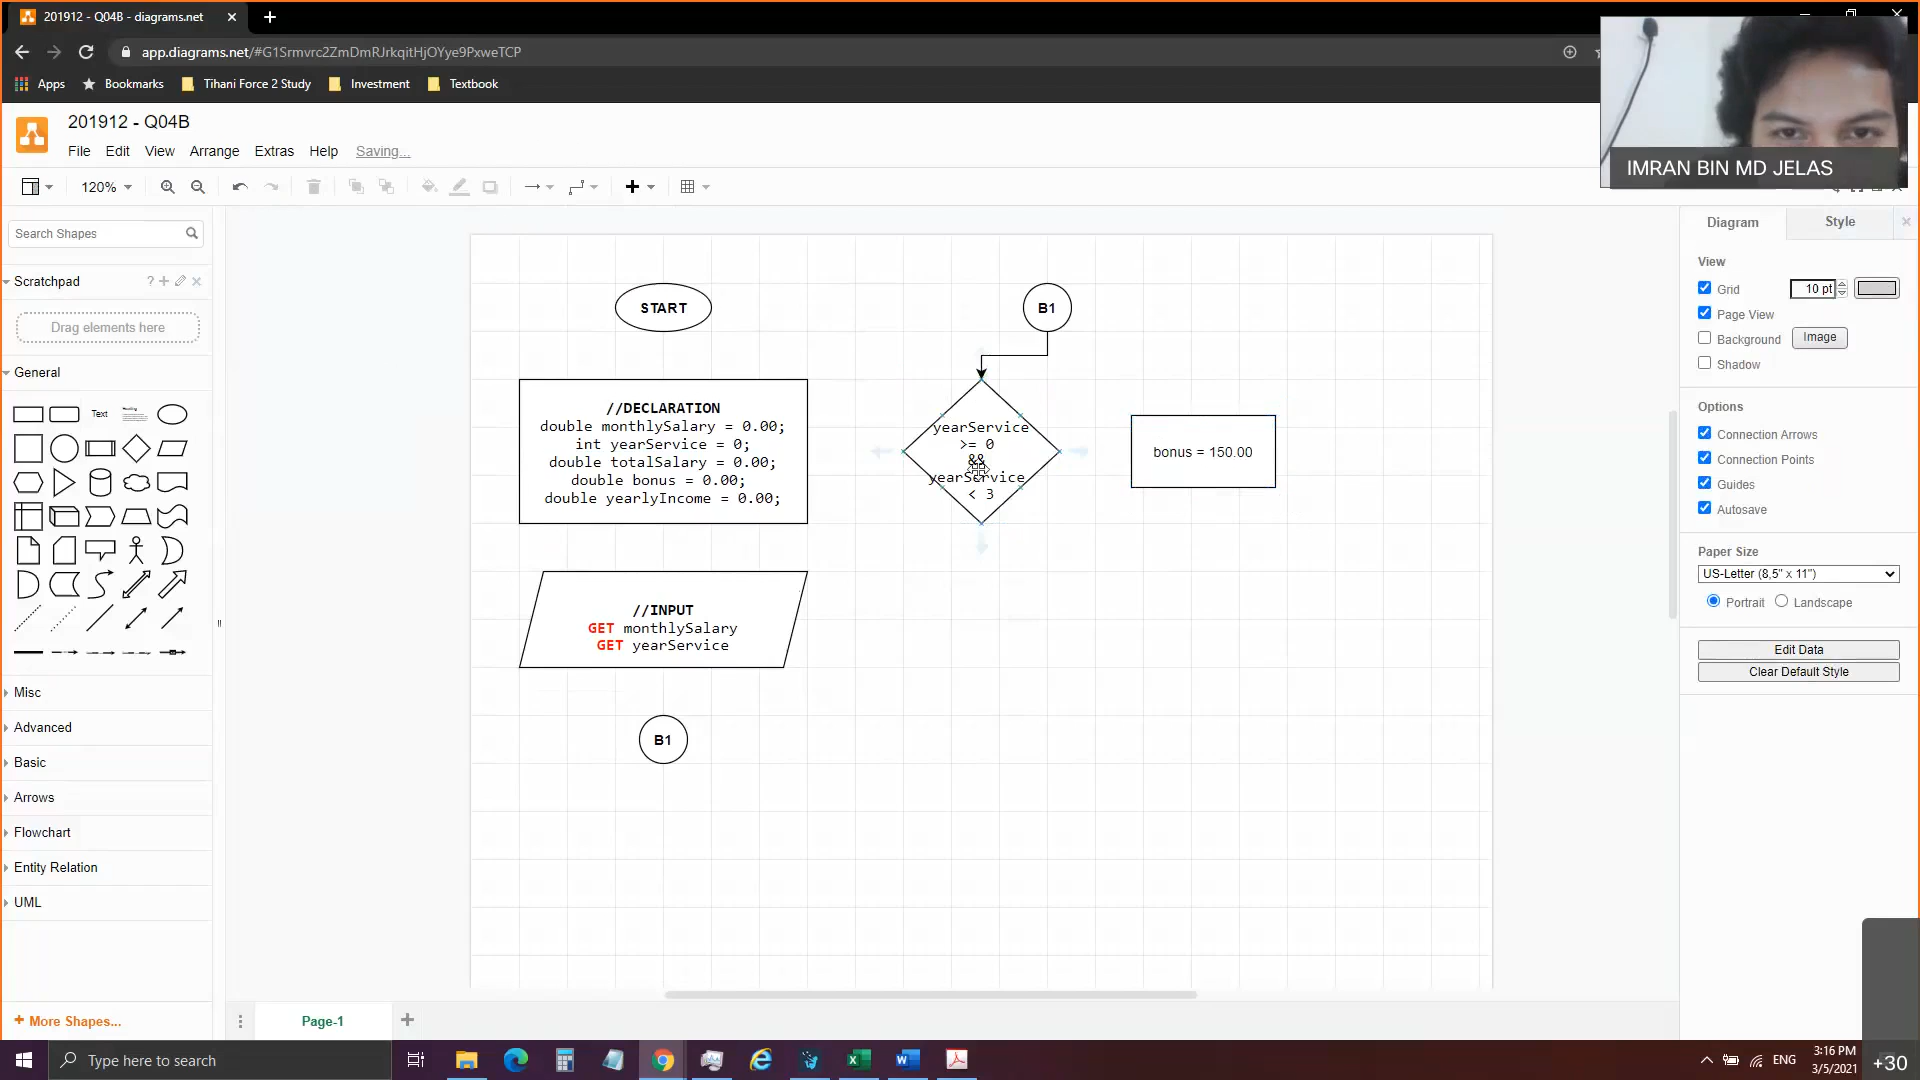 201912 - Q04B - diagrams.net
app.diagrams.net/#G1Srmvrc2ZmDmRJrkqitHjOYye9PxweTCP
Apps
Bookmarks
Tihani Force 2 Study
Investment
Textbook
201912 - Q04B
File
Edit
View
Arrange
Extras
Help
Saving...
IMRAN BIN MD JELAS
120%
Search Shapes
Scratchpad
Drag elements here
General
Text
Heading
Misc
Advanced
Basic
Arrows
Flowchart
Entity Relation
UML
+ More Shapes...
START
//DECLARATION
double monthlySalary = 0.00;
int yearService = 0;
double totalSalary = 0.00;
double bonus = 0.00;
double yearlyIncome = 0.00;
//INPUT
GET monthlySalary
GET yearService
B1
B1
yearService
>= 0
&&
yearService
< 3
bonus = 150.00
Diagram
Style
View
Grid
10 pt
Page View
Background
Image
Shadow
Options
Connection Arrows
Connection Points
Guides
Autosave
Paper Size
US-Letter (8,5" x 11")
Portrait
Landscape
Edit Data
Clear Default Style
Page-1
Type here to search
ENG
3:16 PM
3/5/2021
+30